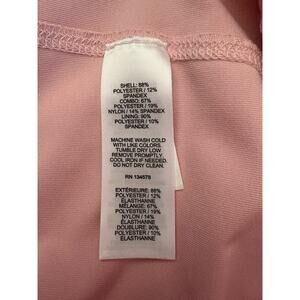 SHELL: 88%
POLYESTER / 12%
SPANDEX
COMBO: 67%
POLYESTER / 19%
NYLON / 14% SPANDEX
LINING: 90%
POLYESTER / 10%
SPANDEX
MACHINE WASH COLD
WITH LIKE COLORS.
TUMBLE DRY LOW
REMOVE PROMPTLY.
COOL IRON IF NEEDED.
DO NOT DRY CLEAN.
RN 134578
EXTÉRIEURE: 88%
POLYESTER / 12%
ÉLASTHANNE
MÉLANGE: 67%
POLYESTER / 19%
NYLON / 14%
ÉLASTHANNE
DOUBLURE: 90%
POLYESTER / 10%
ÉLASTHANNE